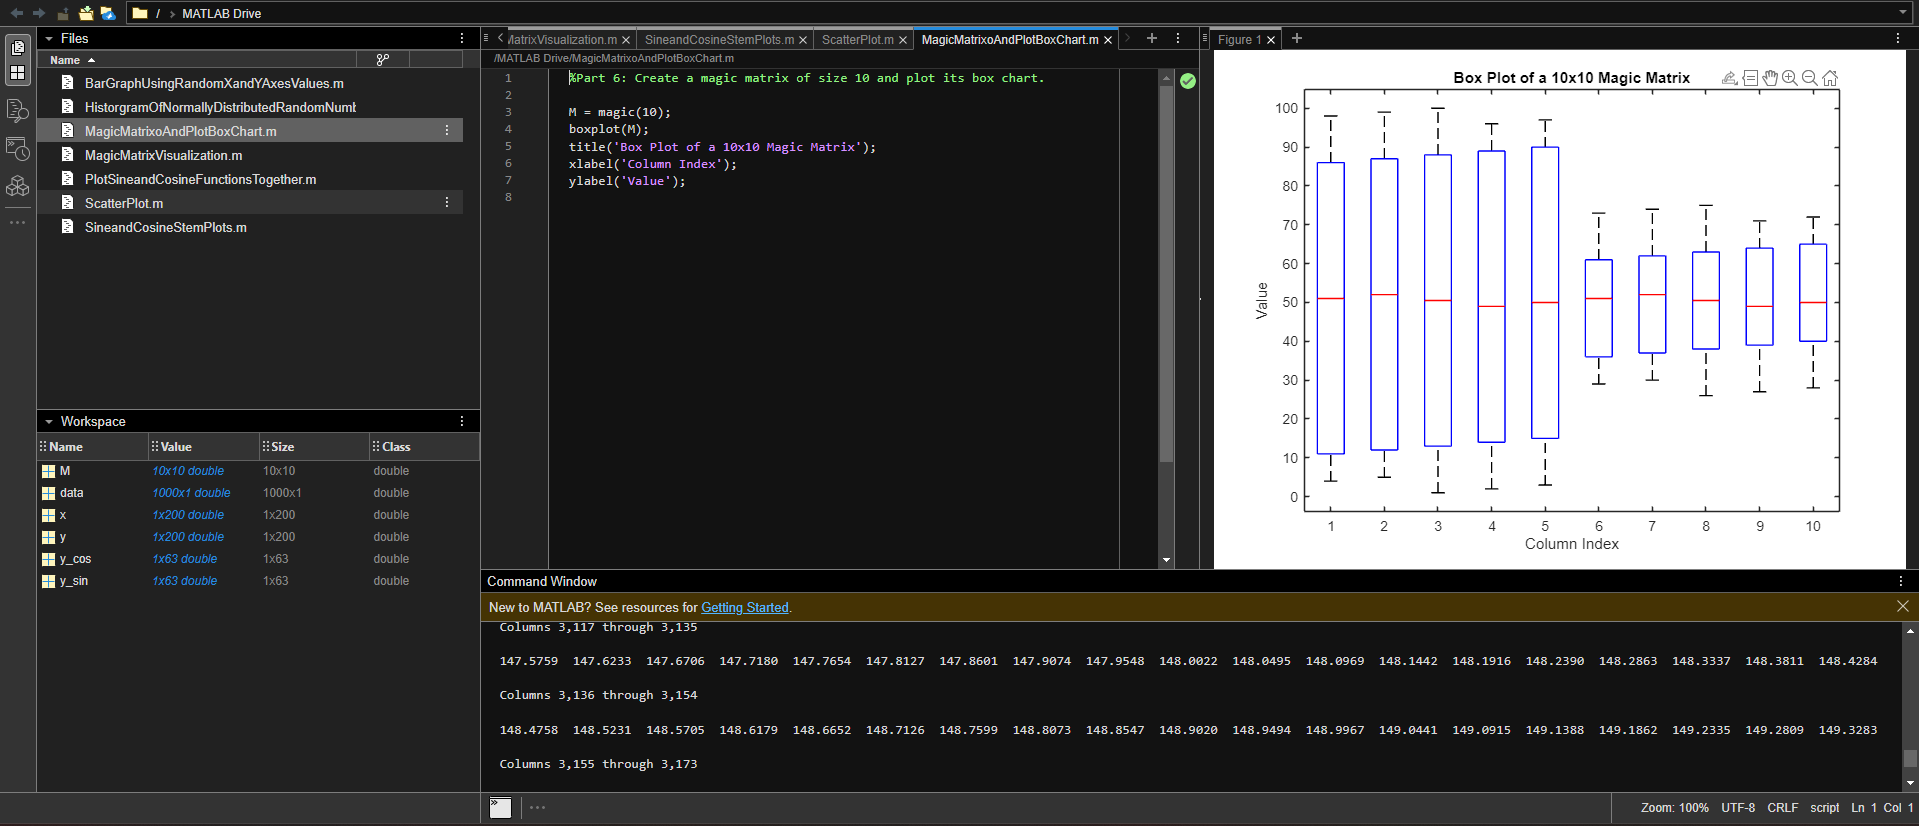 / › MATLAB Drive
Files
Name
BarGraphUsingRandomXandYAxesValues.m
HistorgramOfNormallyDistributedRandomNumb
MagicMatrixoAndPlotBoxChart.m
MagicMatrixVisualization.m
PlotSineandCosineFunctionsTogether.m
ScatterPlot.m
SineandCosineStemPlots.m
Workspace
Name Value Size Class
M 10x10 double 10x10 double
data 1000x1 double 1000x1 double
x 1x200 double 1x200 double
y 1x200 double 1x200 double
y_cos 1x63 double 1x63 double
y_sin 1x63 double 1x63 double
MatrixVisualization.m SineandCosineStemPlots.m ScatterPlot.m MagicMatrixoAndPlotBoxChart.m
/MATLAB Drive/MagicMatrixoAndPlotBoxChart.m
1 %Part 6: Create a magic matrix of size 10 and plot its box chart.
2
3 M = magic(10);
4 boxplot(M);
5 title('Box Plot of a 10x10 Magic Matrix');
6 xlabel('Column Index');
7 ylabel('Value');
8
Figure 1
Box Plot of a 10x10 Magic Matrix
100
90
80
70
60
50
40
30
20
10
0
Value
1 2 3 4 5 6 7 8 9 10
Column Index
Command Window
New to MATLAB? See resources for Getting Started.
Columns 3,117 through 3,135
147.5759 147.6233 147.6706 147.7180 147.7654 147.8127 147.8601 147.9074 147.9548 148.0022 148.0495 148.0969 148.1442 148.1916 148.2390 148.2863 148.3337 148.3811 148.4284
Columns 3,136 through 3,154
148.4758 148.5231 148.5705 148.6179 148.6652 148.7126 148.7599 148.8073 148.8547 148.9020 148.9494 148.9967 149.0441 149.0915 149.1388 149.1862 149.2335 149.2809 149.3283
Columns 3,155 through 3,173
Zoom: 100% UTF-8 CRLF script Ln 1 Col 1